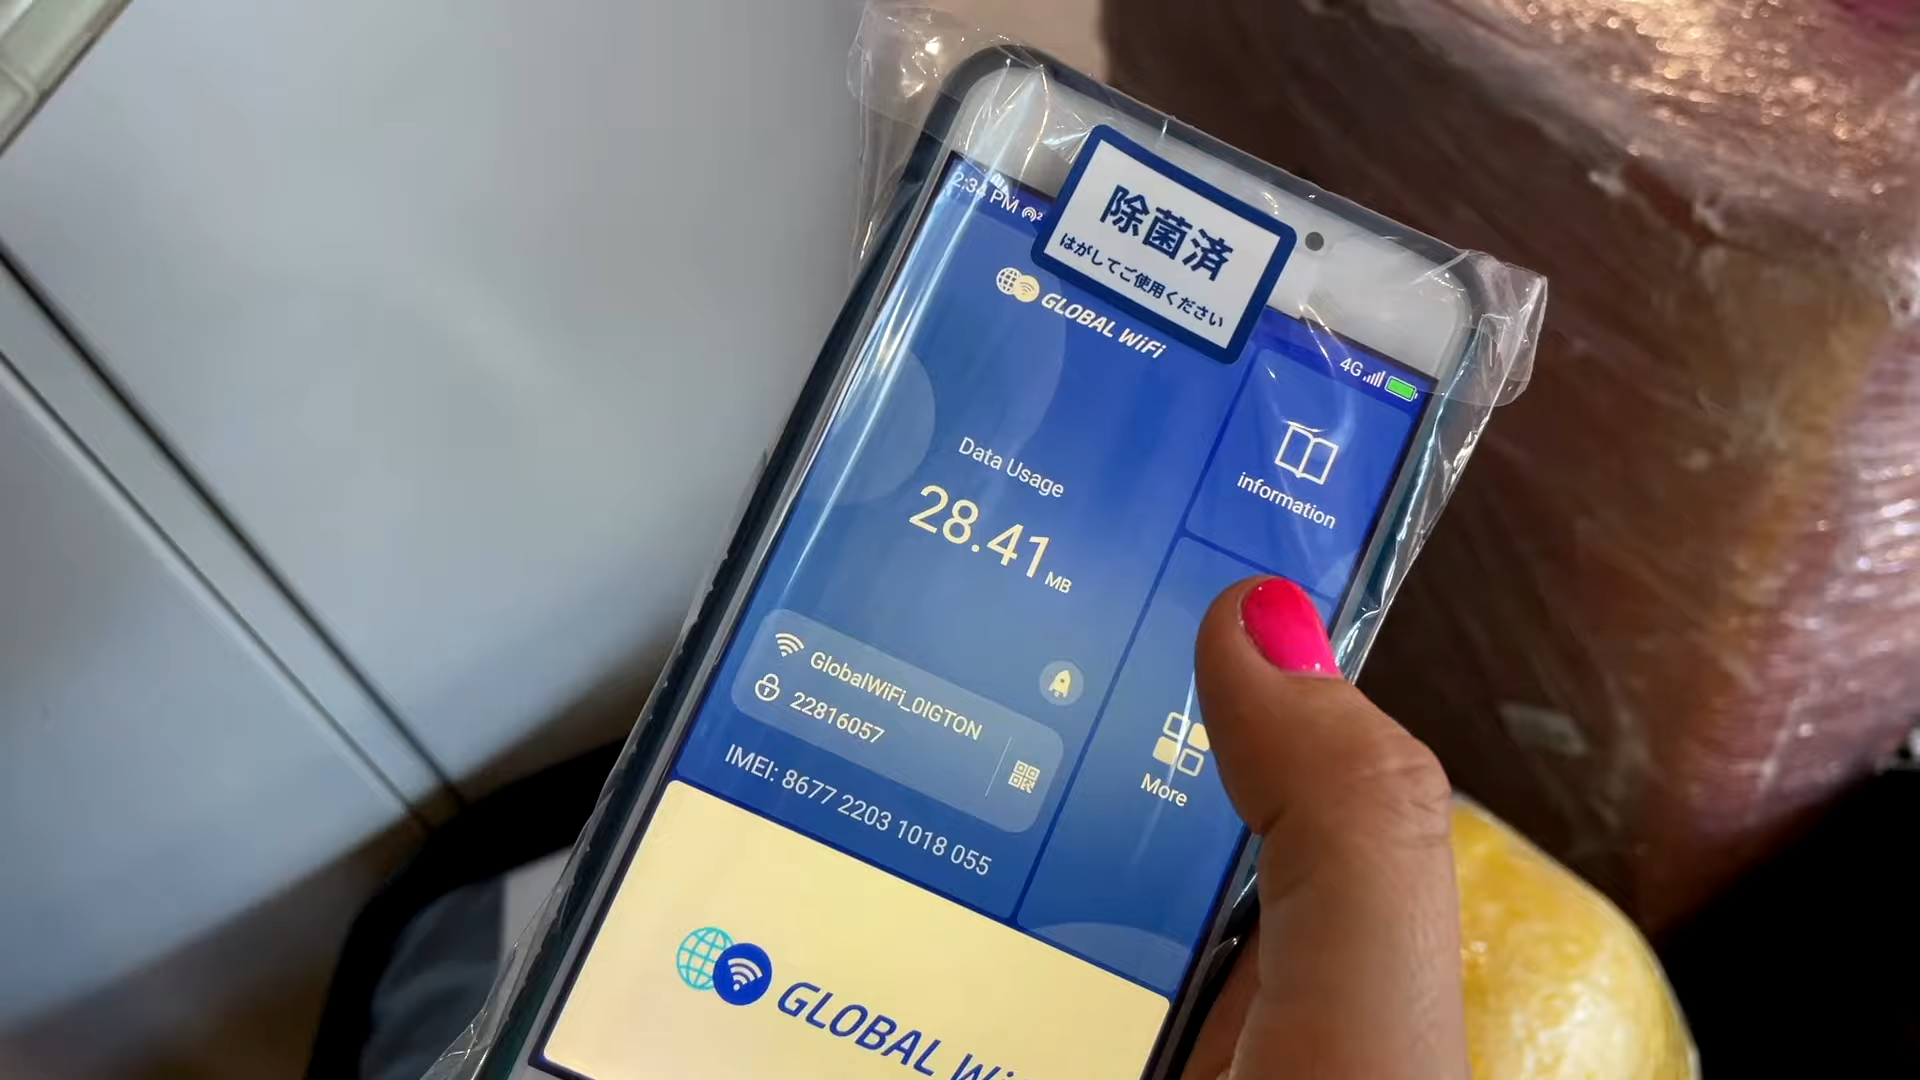 2:34 PM
除菌済
はがしてご使用ください
GLOBAL WiFi
4G
Data Usage
28.41 MB
information
GlobalWiFi_0IGTON
22816057
IMEI: 8677 2203 1018 055
More
GLOBAL